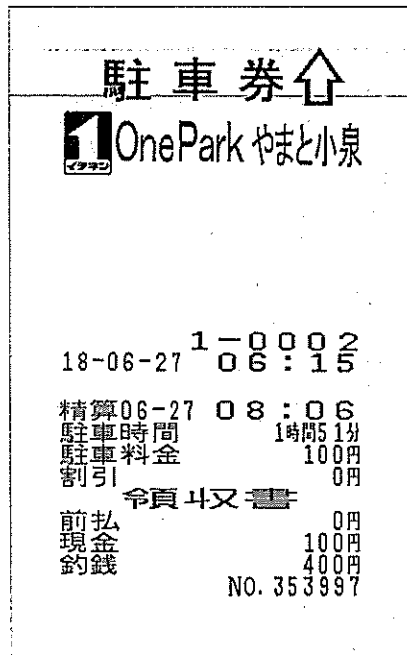 駐車券
1 OnePark やまと小泉
イチネン
1-0002
18-06-27 06:15
精算06-27 08:06
駐車時間 1時間51分
駐車料金 100円
割引 0円
領収書
前払 0円
現金 100円
釣銭 400円
NO.353997